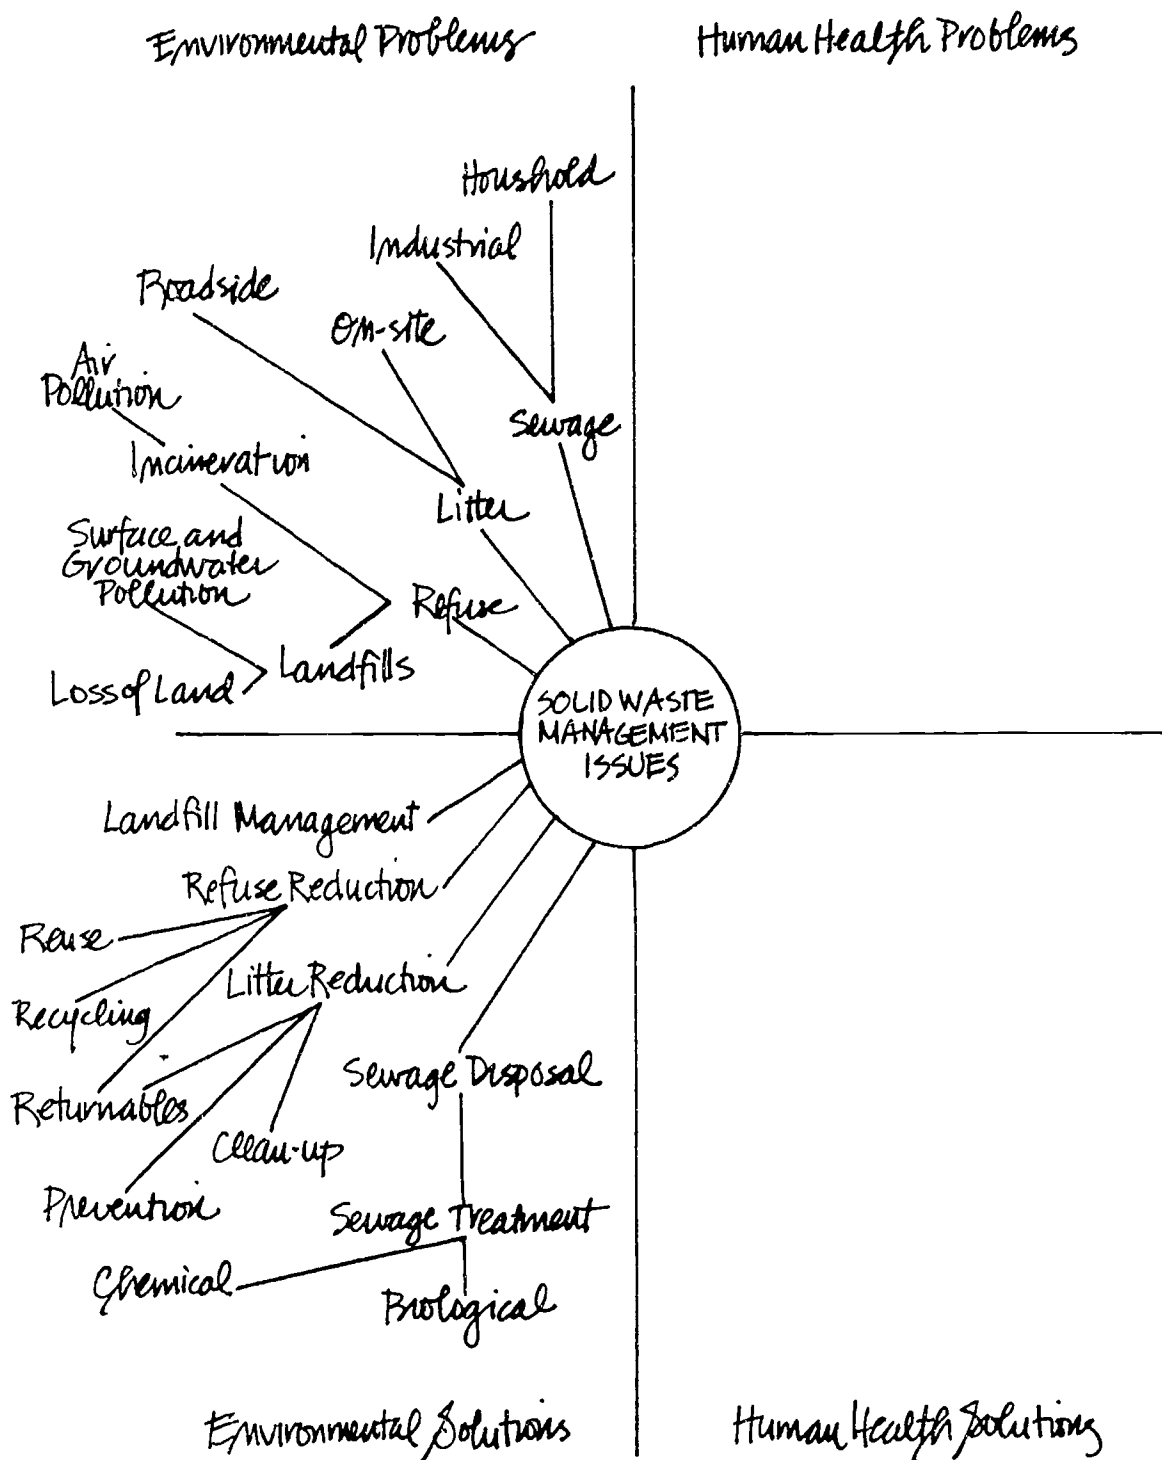 Environmental Problems
Human Health Problems
Houshold
Industrial
Roadside
On-site
Air
Pollution
Sewage
Incineration
Litter
Surface and
Groundwater
Pollution
Refuse
Landfills
Loss of Land
SOLID WASTE
MANAGEMENT
ISSUES
Landfill Management
Refuse Reduction
Reuse
Litter Reduction
Recycling
Sewage Disposal
Returnables
Clean-up
Prevention
Sewage Treatment
Chemical
Biological
Environmental Solutions
Human Health Solutions